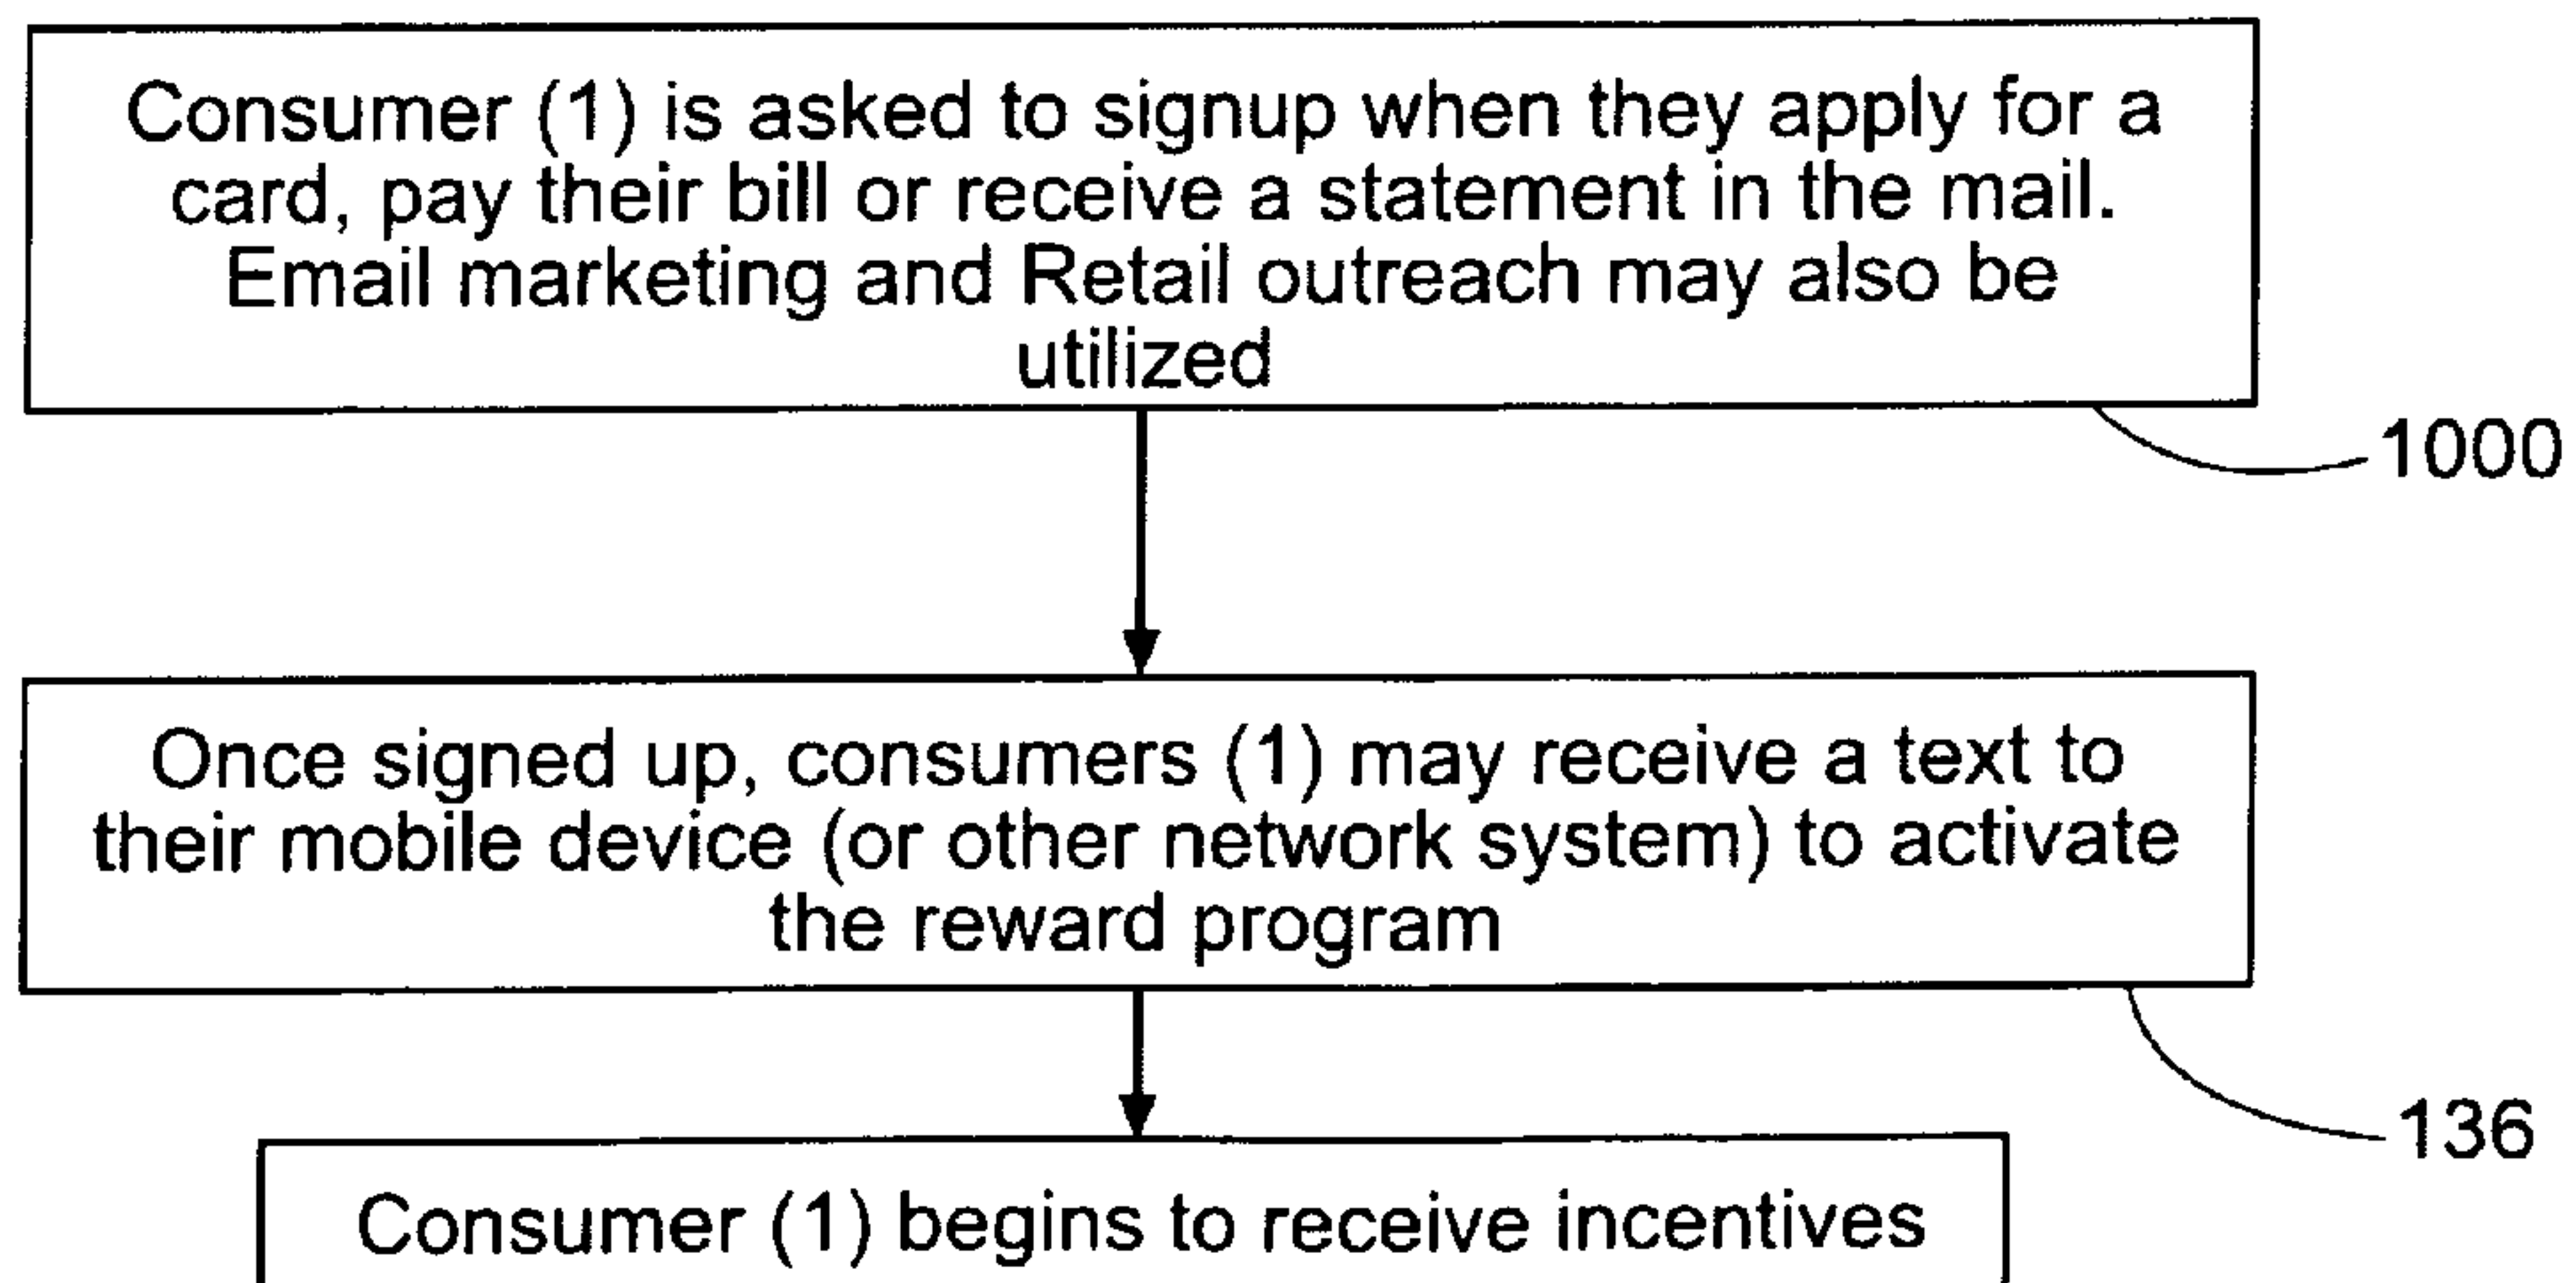 Consumer (1) is asked to signup when they apply for a
card, pay their bill or receive a statement in the mail.
Email marketing and Retail outreach may also be
utilized
1000
Once signed up, consumers (1) may receive a text to
their mobile device (or other network system) to activate
the reward program
136
Consumer (1) begins to receive incentives